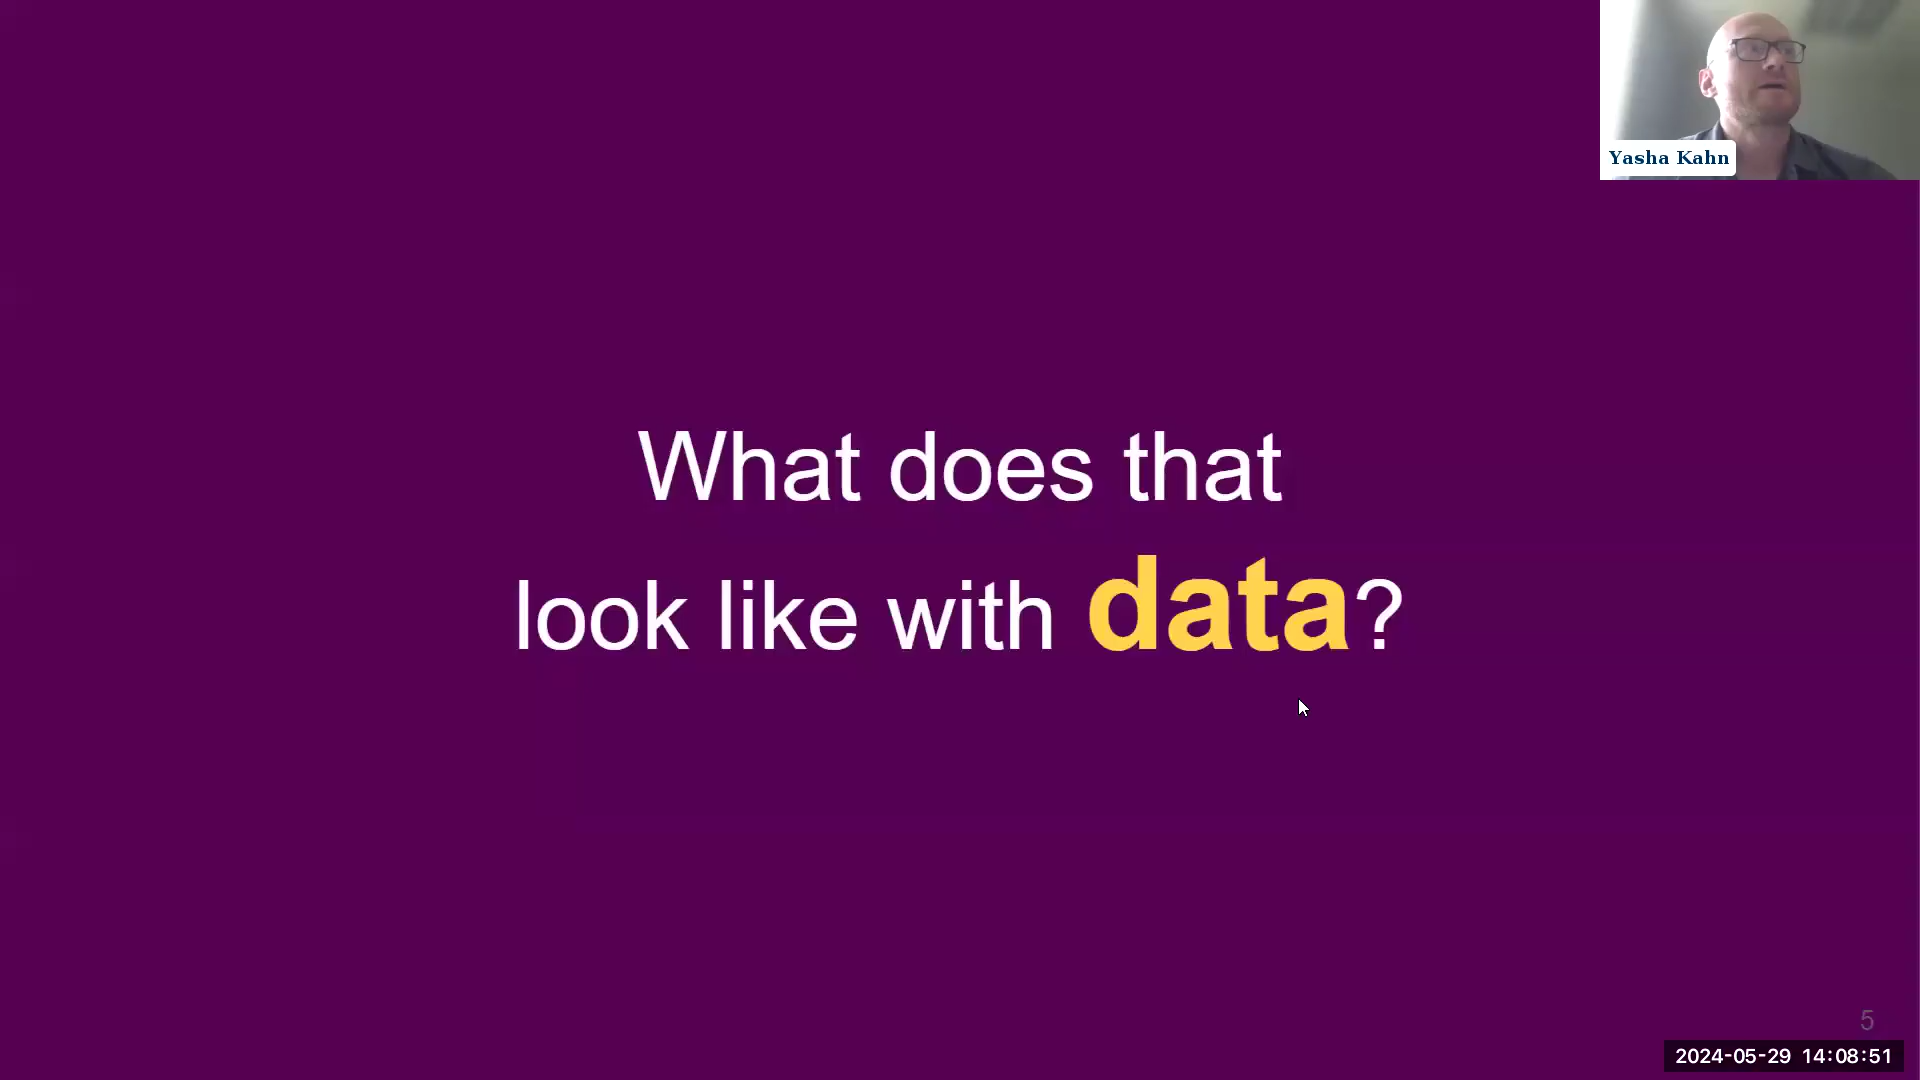 Yasha Kahn
What does that
look like with data?
5
2024-05-29 14:08:51